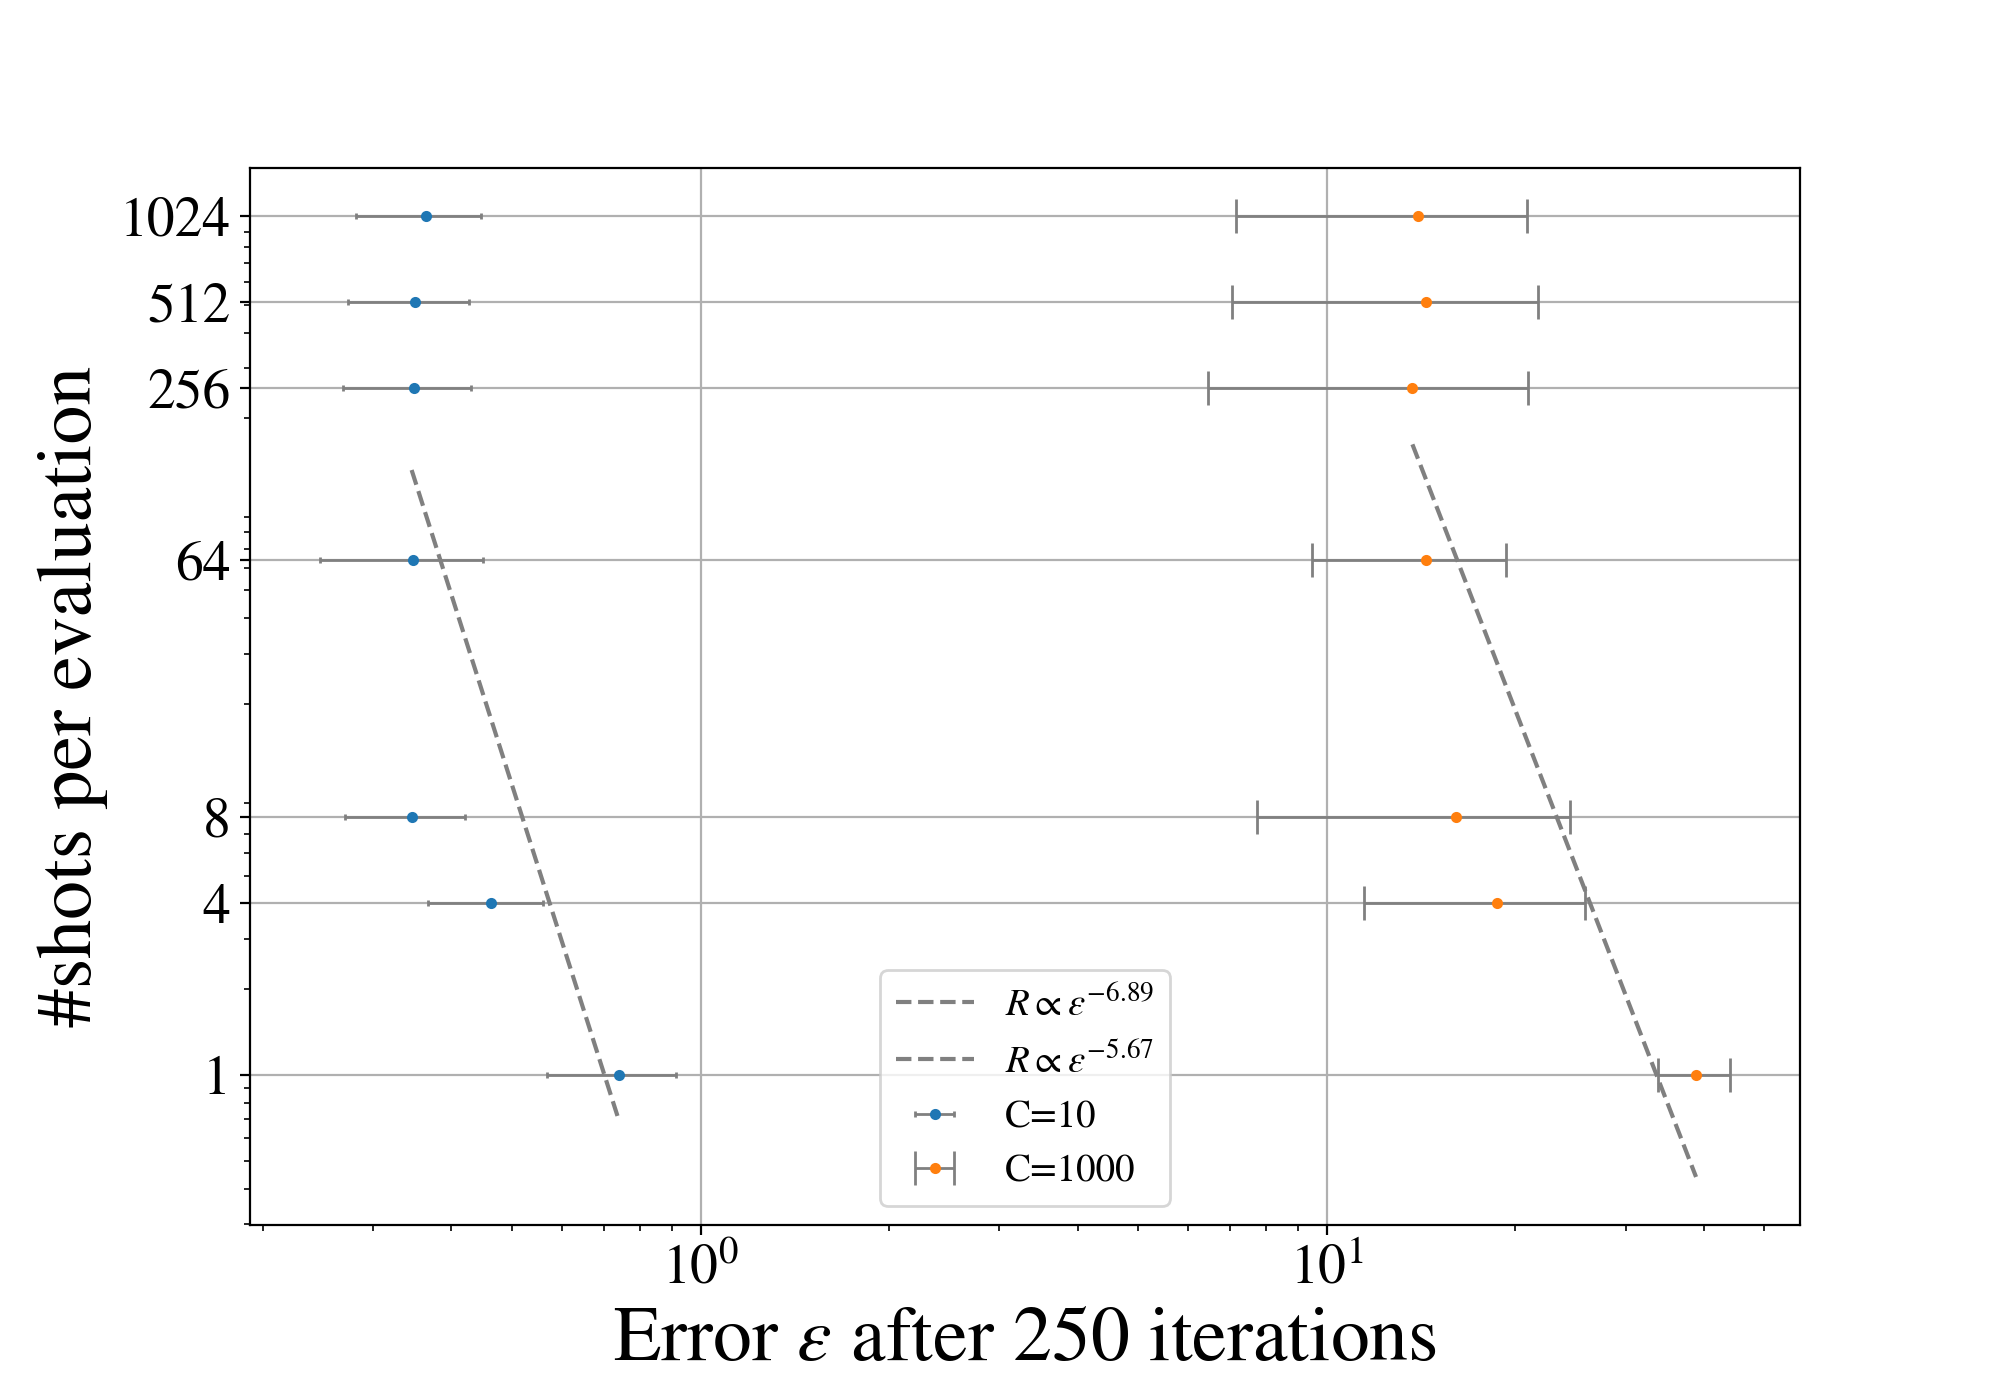 1024
512
256
64
8
4
1
#shots per evaluation
R ∝ ε^{−6.89}
R ∝ ε^{−5.67}
C=10
C=1000
10^0
10^1
Error ε after 250 iterations